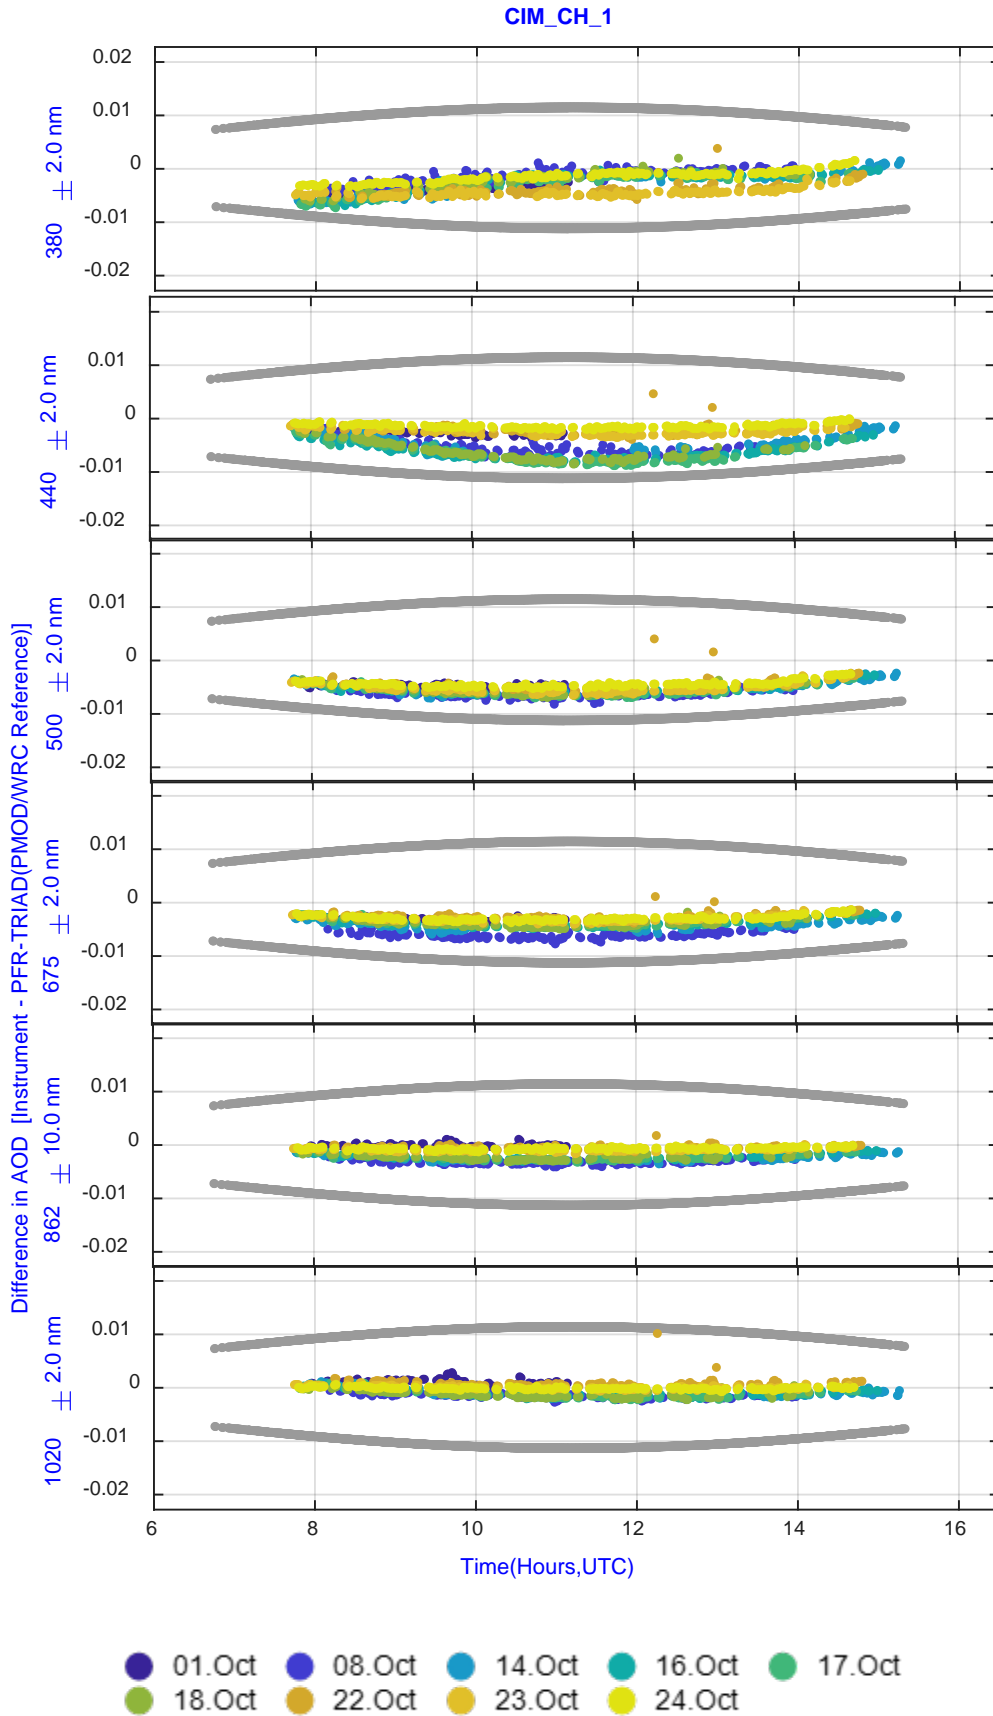 CIM_CH_1
0.02
0.01
0
-0.01
-0.02
380 ± 2.0 nm
0.01
0
-0.01
-0.02
440 ± 2.0 nm
0.01
0
-0.01
-0.02
500 ± 2.0 nm
0.01
0
-0.01
-0.02
675 ± 2.0 nm
0.01
0
-0.01
-0.02
862 ± 10.0 nm
0.01
0
-0.01
-0.02
1020 ± 2.0 nm
Difference in AOD [Instrument - PFR-TRIAD(PMOD/WRC Reference)]
6 8 10 12 14 16
Time(Hours,UTC)
01.Oct 08.Oct 14.Oct 16.Oct 17.Oct
18.Oct 22.Oct 23.Oct 24.Oct